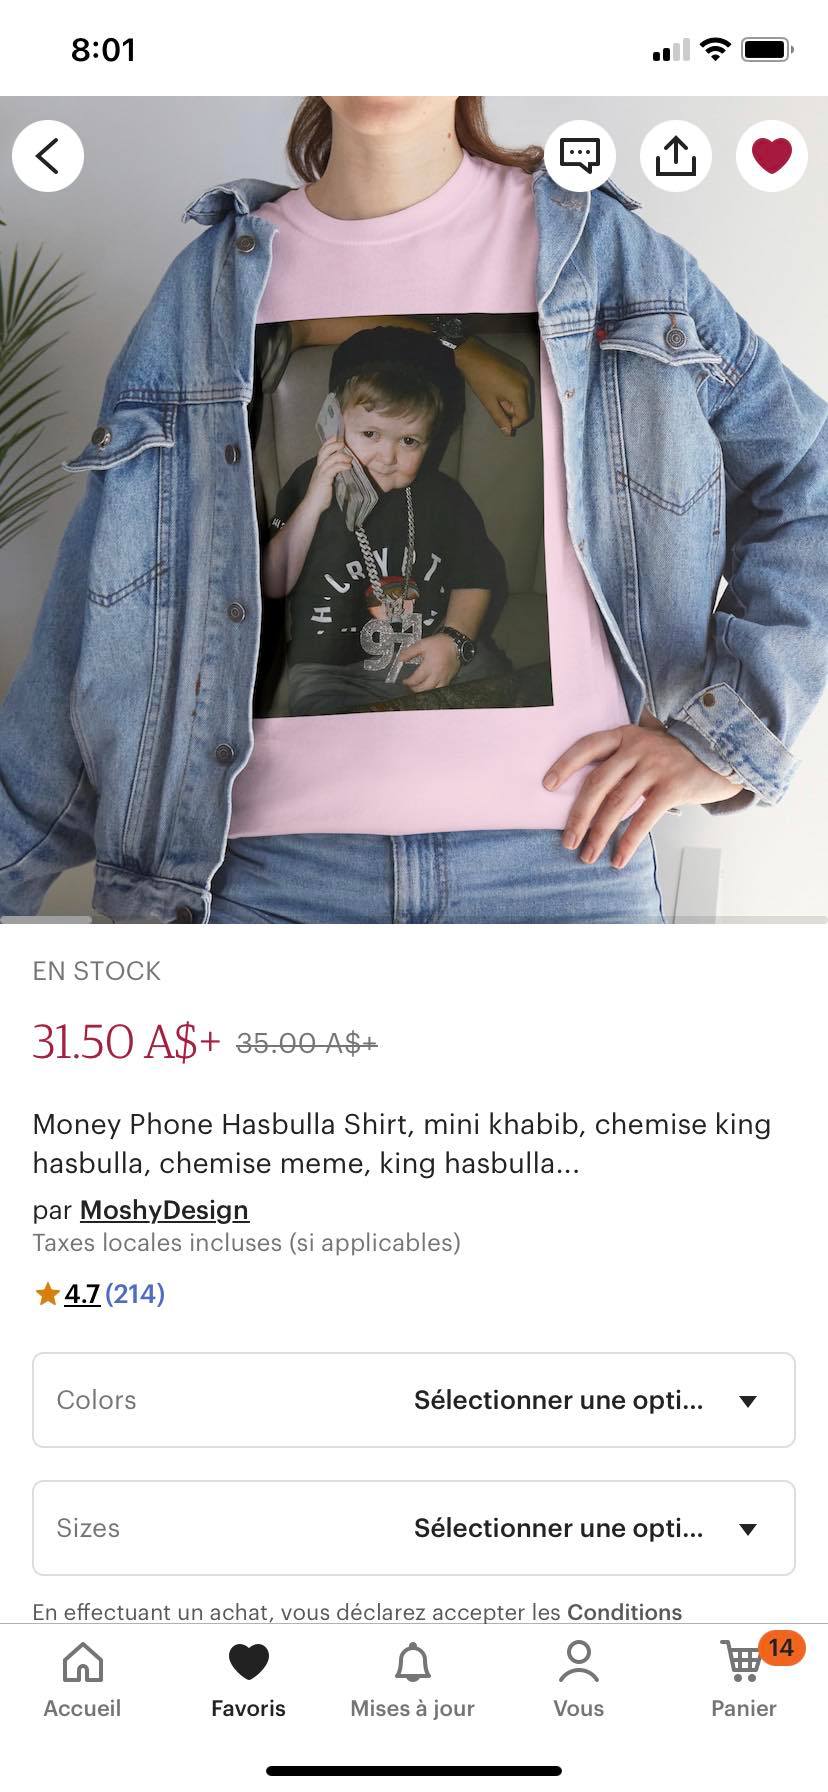 8:01
EN STOCK
31.50 A$+ 35.00 A$+
Money Phone Hasbulla Shirt, mini khabib, chemise king
hasbulla, chemise meme, king hasbulla...
par MoshyDesign
Taxes locales incluses (si applicables)
4.7 (214)
Colors Sélectionner une opti...
Sizes Sélectionner une opti...
En effectuant un achat, vous déclarez accepter les Conditions
14
Accueil Favoris Mises à jour Vous Panier